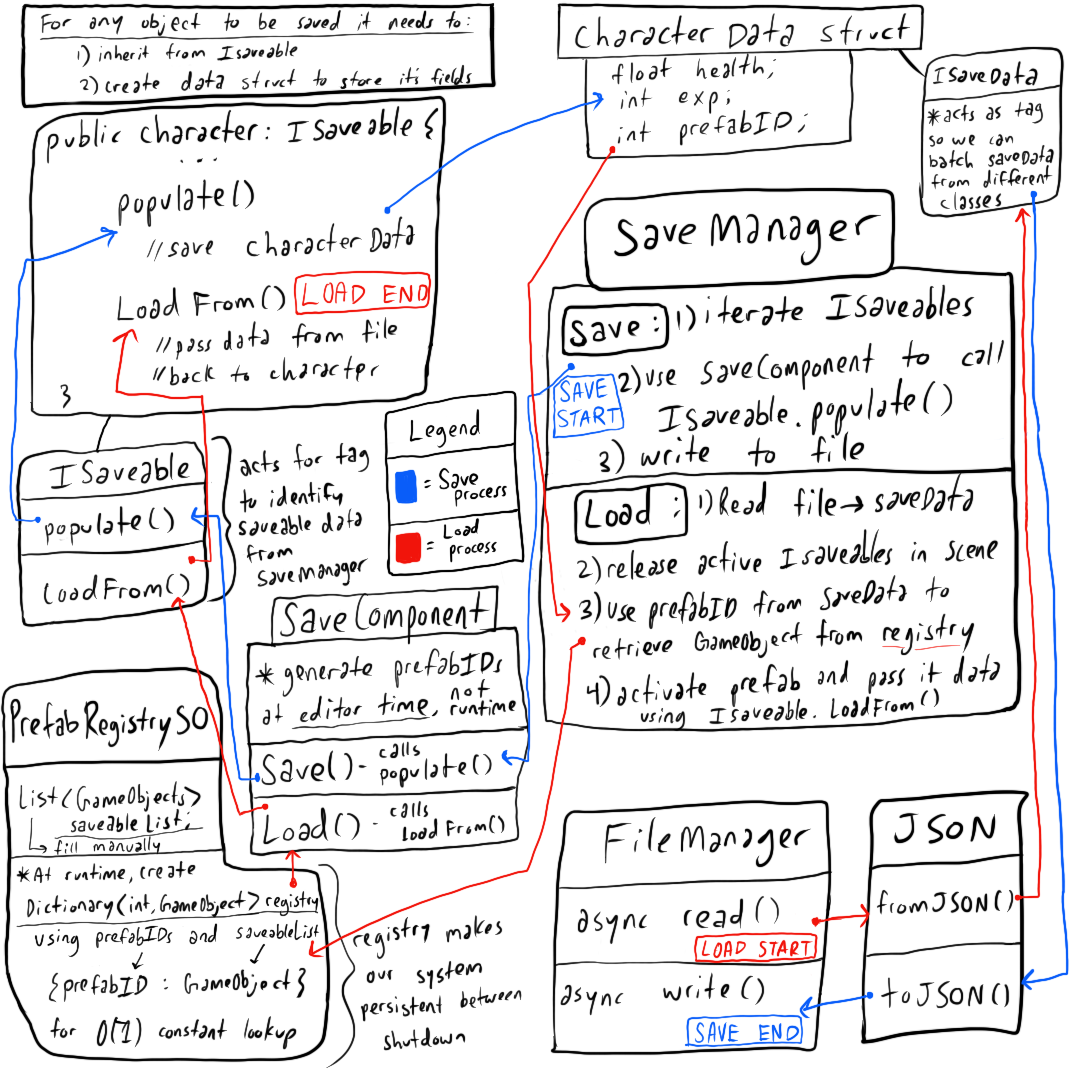 For any object to be saved it needs to:
1) inherit from ISaveable
2) create data struct to store it's fields
public character: ISaveable {
...
populate()
//save characterData
Load From() LOAD END
//pass data from file
//back to character
}
ISaveable
populate()
LoadFrom()
acts for tag
to identify
saveable data
from
SaveManager
Legend
= Save
process
= Load
process
Character Data struct
float health;
int exp;
int prefabID;
ISaveData
*acts as tag
so we can
batch saveData
from different
classes
SaveManager
Save: 1) iterate ISaveables
SAVE
START
2) use saveComponent to call
ISaveable.populate()
3) write to file
Load: 1) Read file → saveData
2) release active ISaveables in scene
3) use prefabID from saveData to
retrieve GameObject from registry
4) activate prefab and pass it data
using ISaveable.LoadFrom()
SaveComponent
* generate prefabIDs
at editor time, not
runtime
Save() - calls
populate()
Load() - calls
LoadFrom()
PrefabRegistrySO
List<GameObjects>
saveableList;
fill manually
*At runtime, create
Dictionary<int, GameObject> registry
using prefabIDs and saveableList
{prefabID : GameObject}
for O(1) constant lookup
registry makes
our system
persistent between
shutdown
FileManager
async read()
LOAD START
async write()
SAVE END
JSON
fromJSON()
toJSON()